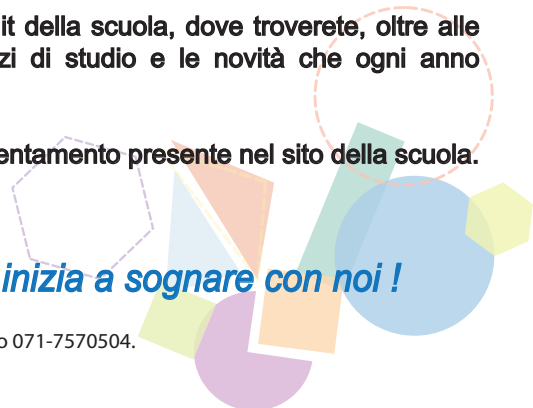 it della scuola, dove troverete, oltre alle
zi di studio e le novità che ogni anno
entamento presente nel sito della scuola.
inizia a sognare con noi !
o 071-7570504.